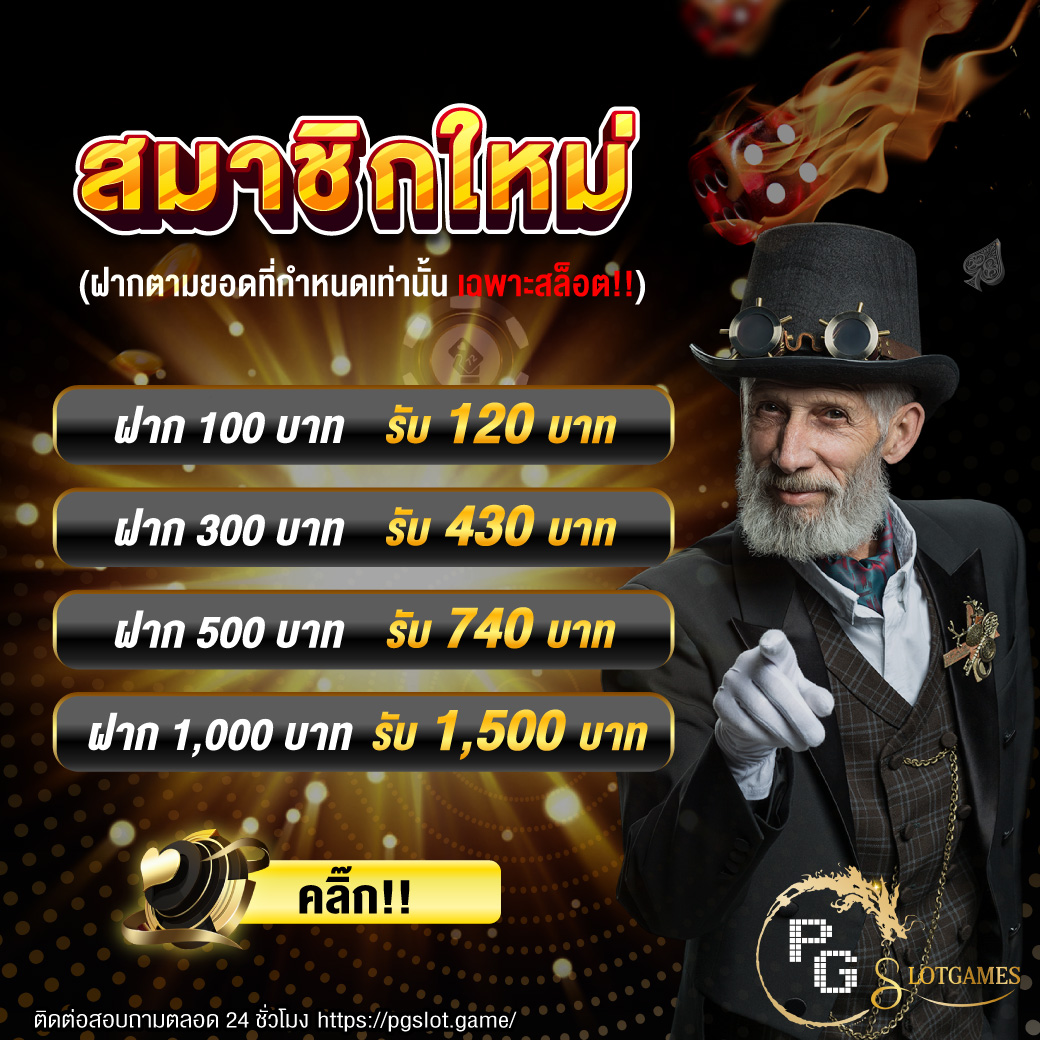 สมาชิกใหม่
(ฝากตามยอดที่กำหนดเท่านั้น เฉพาะสล็อต!!)
ฝาก 100 บาท รับ 120 บาท
ฝาก 300 บาท รับ 430 บาท
ฝาก 500 บาท รับ 740 บาท
ฝาก 1,000 บาท รับ 1,500 บาท
คลิ๊ก!!
PG SLOTGAMES
ติดต่อสอบถามตลอด 24 ชั่วโมง https://pgslot.game/